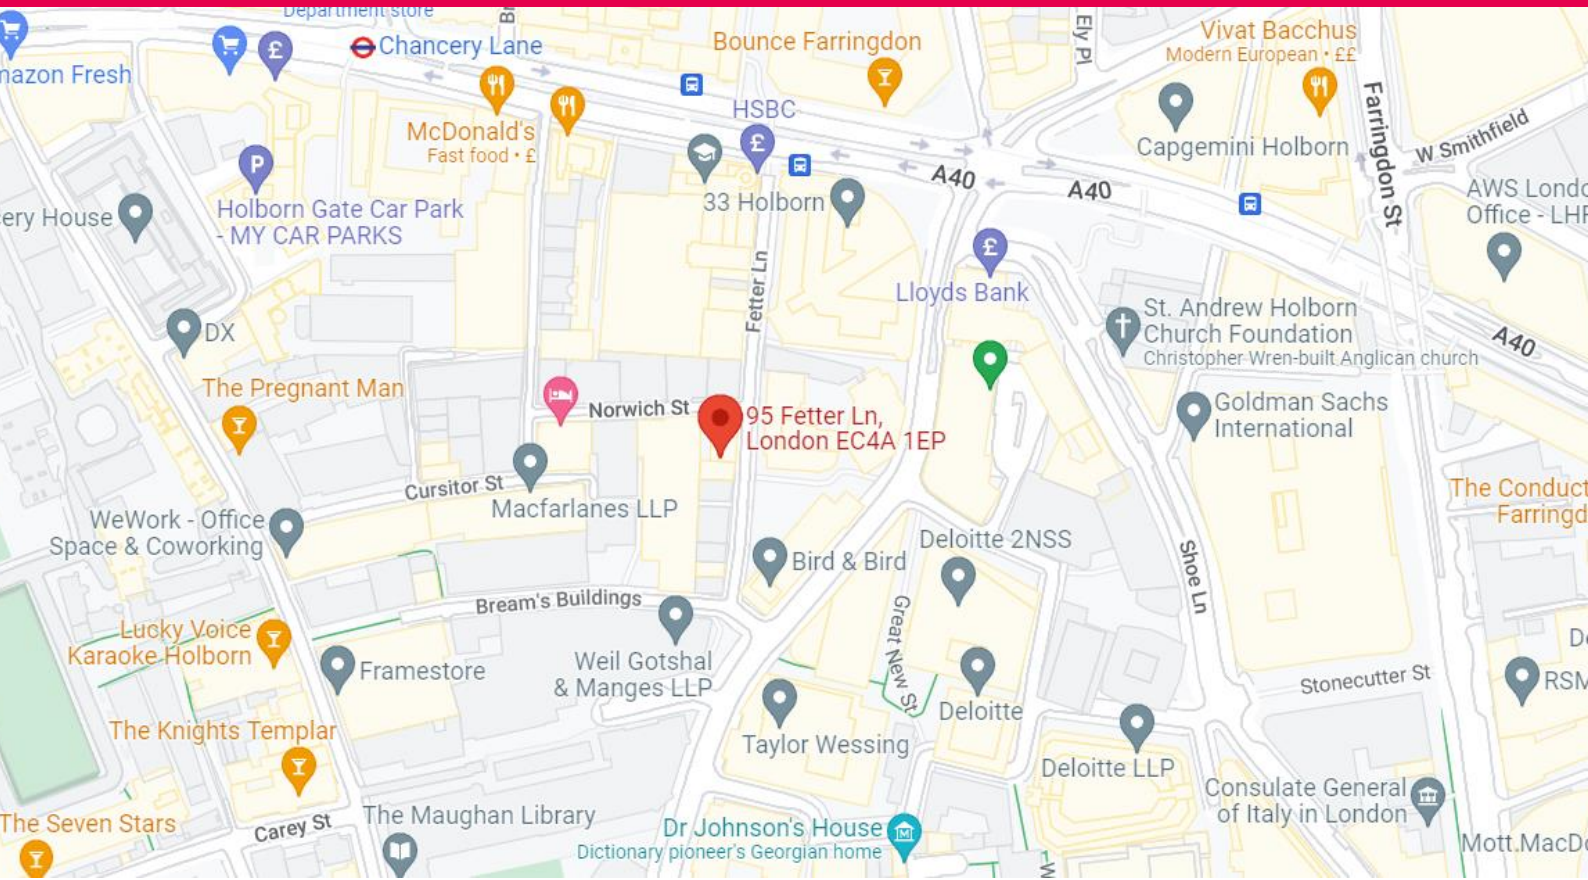 Department store
Br
Chancery Lane
Bounce Farringdon
Ely Pl
Vivat Bacchus
Modern European • ££
mazon Fresh
£
McDonald's
Fast food • £
HSBC
£
Capgemini Holborn
Farringdon St
W Smithfield
P
A40
A40
AWS Londo
Office - LHR
33 Holborn
Holborn Gate Car Park
- MY CAR PARKS
cery House
£
Lloyds Bank
Fetter Ln
St. Andrew Holborn
Church Foundation
Christopher Wren-built Anglican church
A40
DX
The Pregnant Man
Norwich St
95 Fetter Ln,
London EC4A 1EP
Goldman Sachs
International
Cursitor St
Macfarlanes LLP
The Conduct
Farringd
WeWork - Office
Space & Coworking
Deloitte 2NSS
Bird & Bird
Shoe Ln
Bream's Buildings
Great New St
Lucky Voice
Karaoke Holborn
Framestore
Weil Gotshal
& Manges LLP
De
RSM
Stonecutter St
Deloitte
The Knights Templar
Taylor Wessing
Deloitte LLP
Consulate General
of Italy in London
The Seven Stars
Carey St
The Maughan Library
Dr Johnson's House
Dictionary pioneer's Georgian home
M
Mott MacDo
W